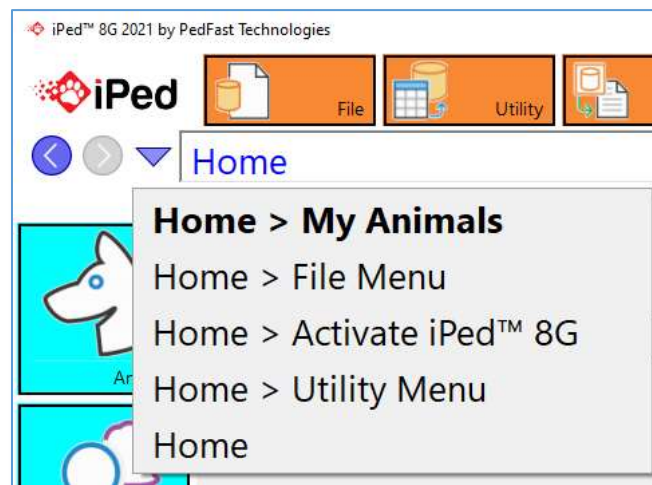 iPed™ 8G 2021 by PedFast Technologies
iPed
File
Utility
Home
Home > My Animals
Home > File Menu
Home > Activate iPed™ 8G
Home > Utility Menu
Home